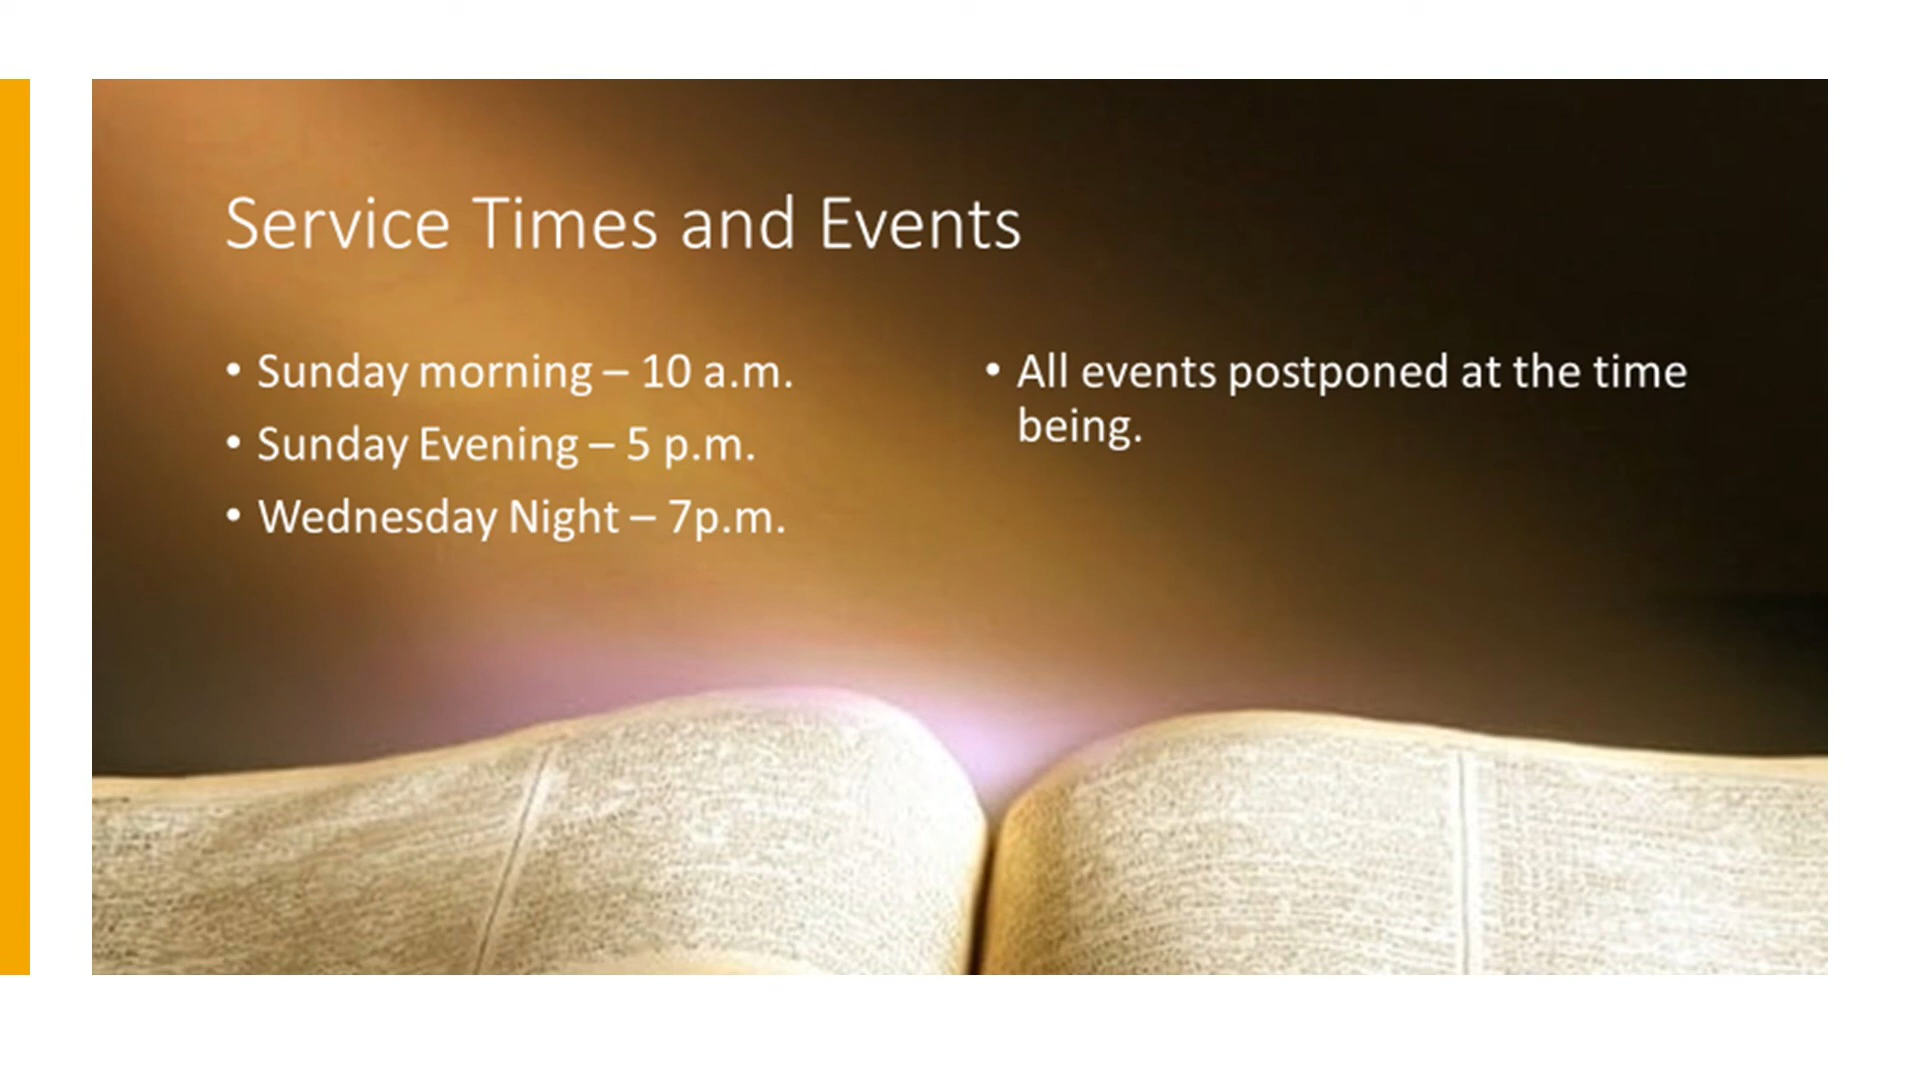 Service Times and Events
• Sunday morning – 10 a.m.
• Sunday Evening – 5 p.m.
• Wednesday Night – 7p.m.
• All events postponed at the time
being.